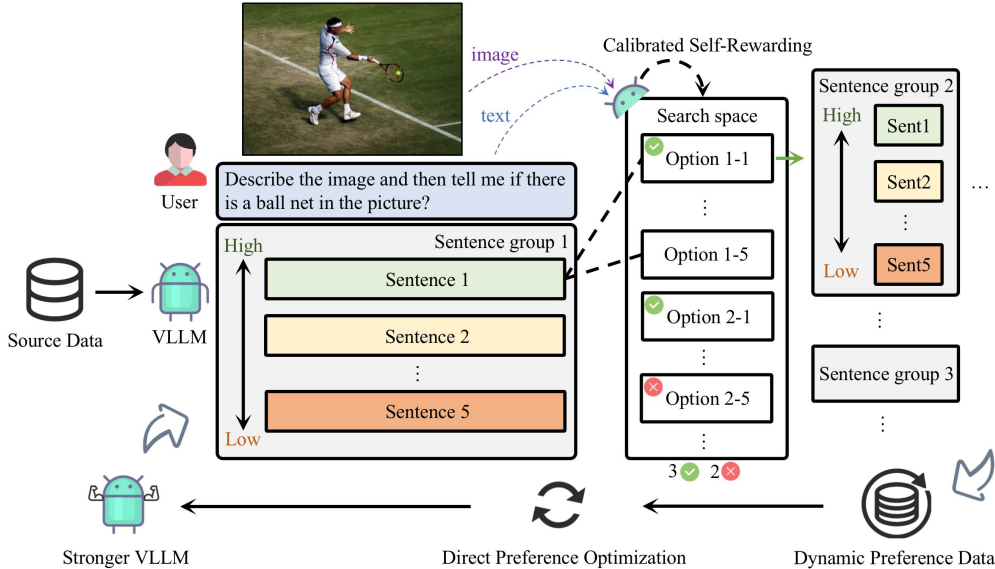 Calibrated Self-Rewarding
image
text
User
Describe the image and then tell me if there
is a ball net in the picture?
Source Data
VLLM
Sentence group 1
High
Sentence 1
Sentence 2
⋮
Sentence 5
Low
Search space
Option 1-1
⋮
Option 1-5
Option 2-1
⋮
Option 2-5
⋮
3 2
Sentence group 2
High
Sent1
Sent2
⋮
Sent5
Low
...
⋮
Sentence group 3
⋮
Stronger VLLM
Direct Preference Optimization
Dynamic Preference Data